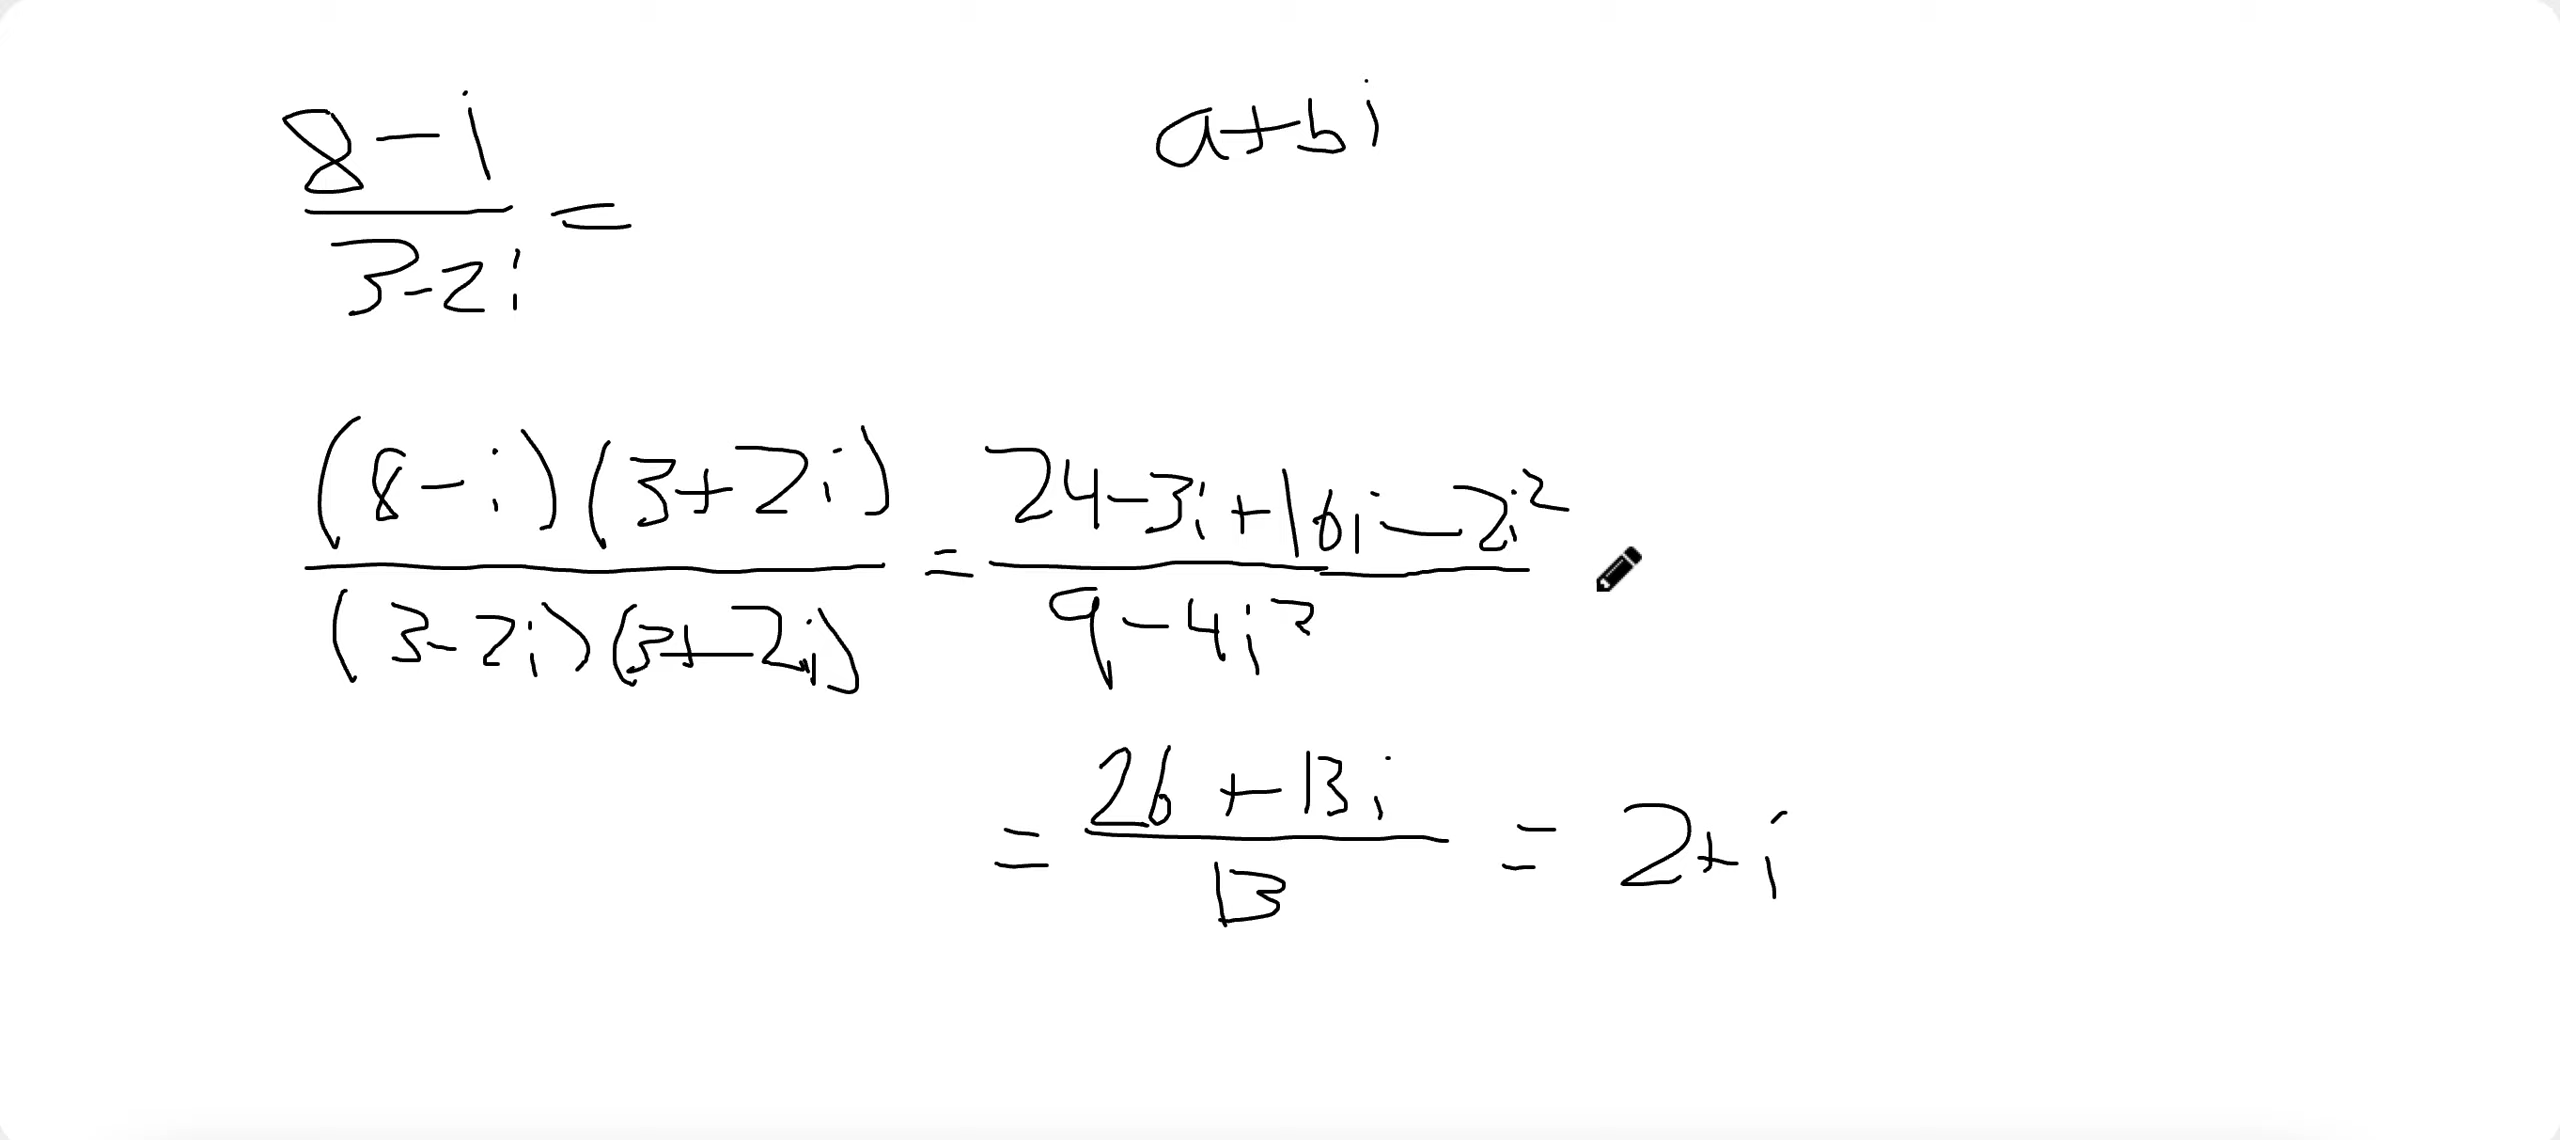 8-i a+bi
___
3-2i =
(8-i)(3+2i) = 24-3i+16i-2i²
(3-2i)(3+2i) 9-4i²
= 26+13i = 2+i
13